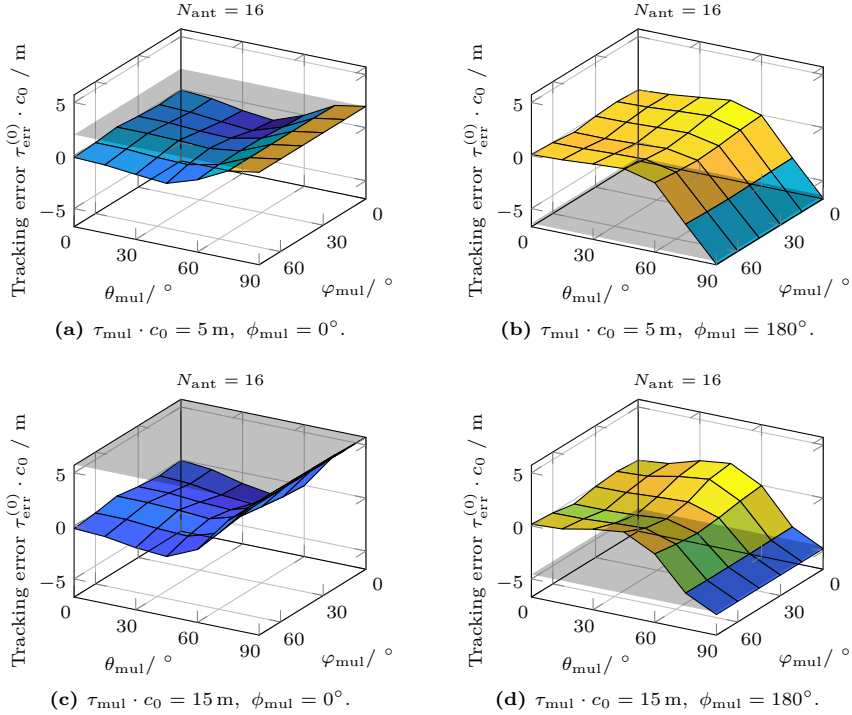 N_ant = 16
N_ant = 16
Tracking error τ_err^(0) · c_0 / m
5
0
−5
0
30
60
90
60
30
0
θ_mul/ °
φ_mul/ °
Tracking error τ_err^(0) · c_0 / m
5
0
−5
0
30
60
90
60
30
0
θ_mul/ °
φ_mul/ °
(a) τ_mul · c_0 = 5 m, ϕ_mul = 0°.
(b) τ_mul · c_0 = 5 m, ϕ_mul = 180°.
N_ant = 16
N_ant = 16
Tracking error τ_err^(0) · c_0 / m
5
0
−5
0
30
60
90
60
30
0
θ_mul/ °
φ_mul/ °
Tracking error τ_err^(0) · c_0 / m
5
0
−5
0
30
60
90
60
30
0
θ_mul/ °
φ_mul/ °
(c) τ_mul · c_0 = 15 m, ϕ_mul = 0°.
(d) τ_mul · c_0 = 15 m, ϕ_mul = 180°.